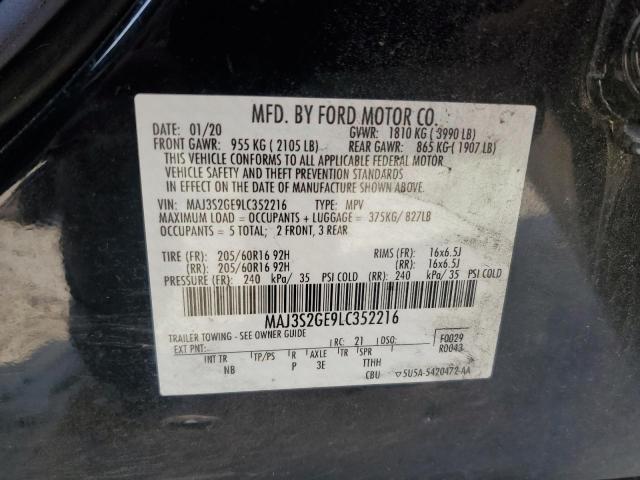 MFD. BY FORD MOTOR CO.
DATE: 01/20 GVWR: 1810 KG ( 3990 LB)
FRONT GAWR: 955 KG ( 2105 LB) REAR GAWR: 865 KG ( 1907 LB)
THIS VEHICLE CONFORMS TO ALL APPLICABLE FEDERAL MOTOR
VEHICLE SAFETY AND THEFT PREVENTION STANDARDS
IN EFFECT ON THE DATE OF MANUFACTURE SHOWN ABOVE.
VIN: MAJ3S2GE9LC352216 TYPE: MPV
MAXIMUM LOAD = OCCUPANTS + LUGGAGE = 375KG/ 827LB
OCCUPANTS = 5 TOTAL; 2 FRONT, 3 REAR
TIRE (FR): 205/60R16 92H RIMS (FR): 16x6.5J
(RR): 205/60R16 92H (RR): 16x6.5J
PRESSURE (FR): 240 kPa/ 35 PSI COLD (RR): 240 kPa/ 35 PSI COLD
MAJ3S2GE9LC352216
TRAILER TOWING - SEE OWNER GUIDE F0029
EXT PNT: RC: 21 DSO: R0043
INT TR TP/PS R AXLE TR SPR
NB P 3E TTHH
CBU ▽5U5A-5420472-AA